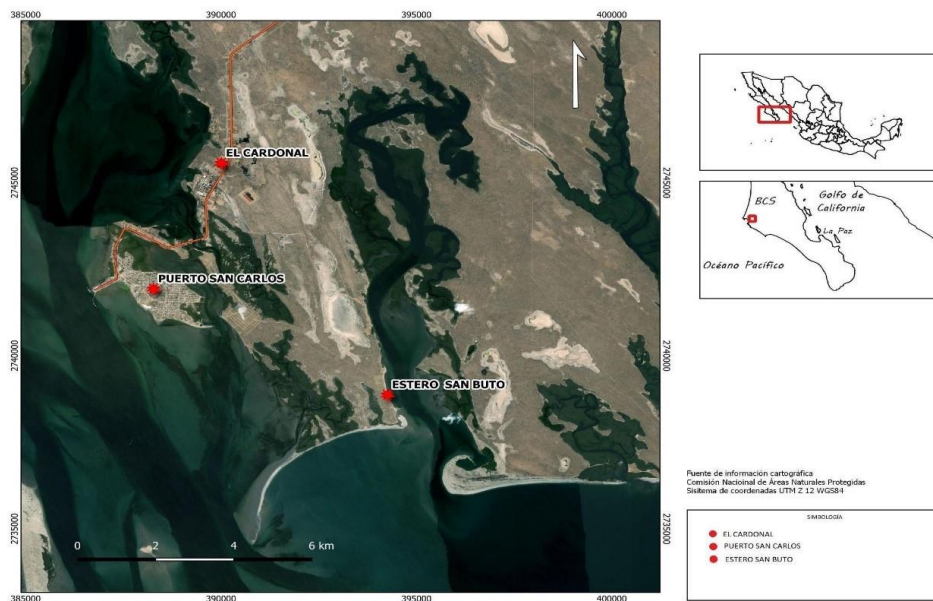 385000
390000
395000
400000
2745000
2745000
EL CARDONAL
PUERTO SAN CARLOS
2740000
2740000
ESTERO SAN BUTO
2735000
2735000
0 2 4 6 km
385000
390000
395000
400000
BCS
Golfo de
California
La Paz
Océano Pacífico
Fuente de información cartográfica
Comisión Nacioinal de Áreas Naturales Protegidas
Sisitema de coordenadas UTM Z 12 WGS84
SIMBOLOGÍA
EL CARDONAL
PUERTO SAN CARLOS
ESTERO SAN BUTO